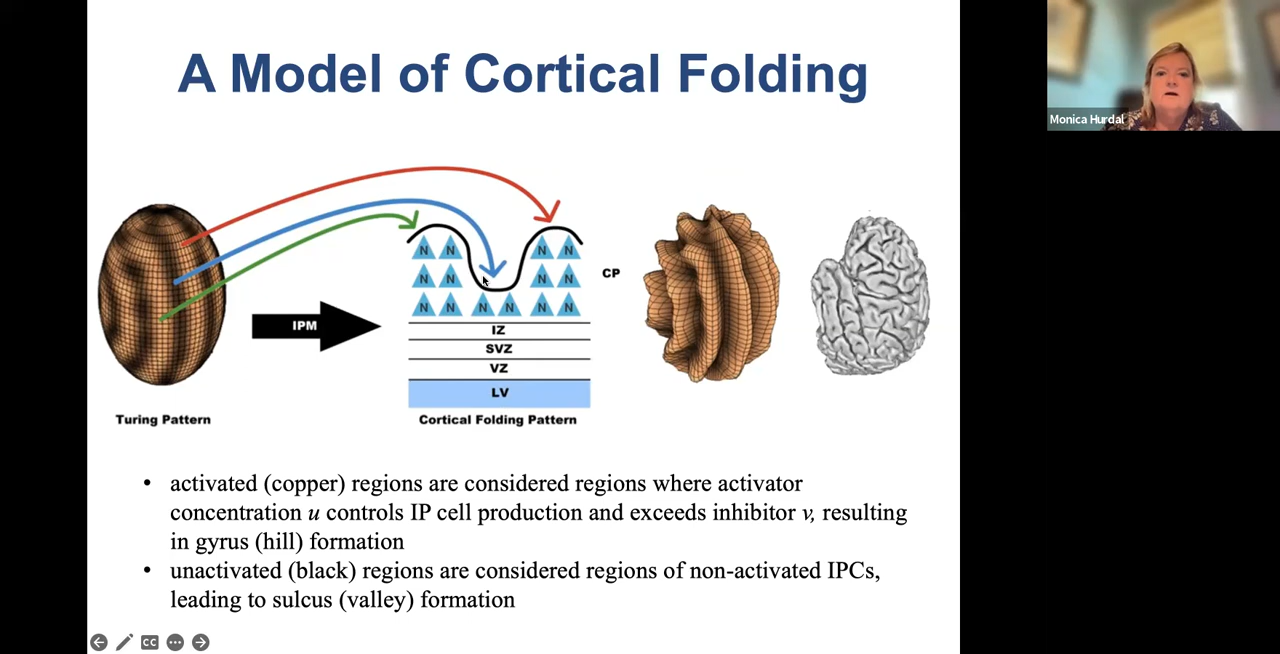 A Model of Cortical Folding
Monica Hurdal
IPM
N N N N
N N N N
N N N N N N
CP
IZ
SVZ
VZ
LV
Turing Pattern
Cortical Folding Pattern
• activated (copper) regions are considered regions where activator
concentration u controls IP cell production and exceeds inhibitor v, resulting
in gyrus (hill) formation
• unactivated (black) regions are considered regions of non-activated IPCs,
leading to sulcus (valley) formation
CC